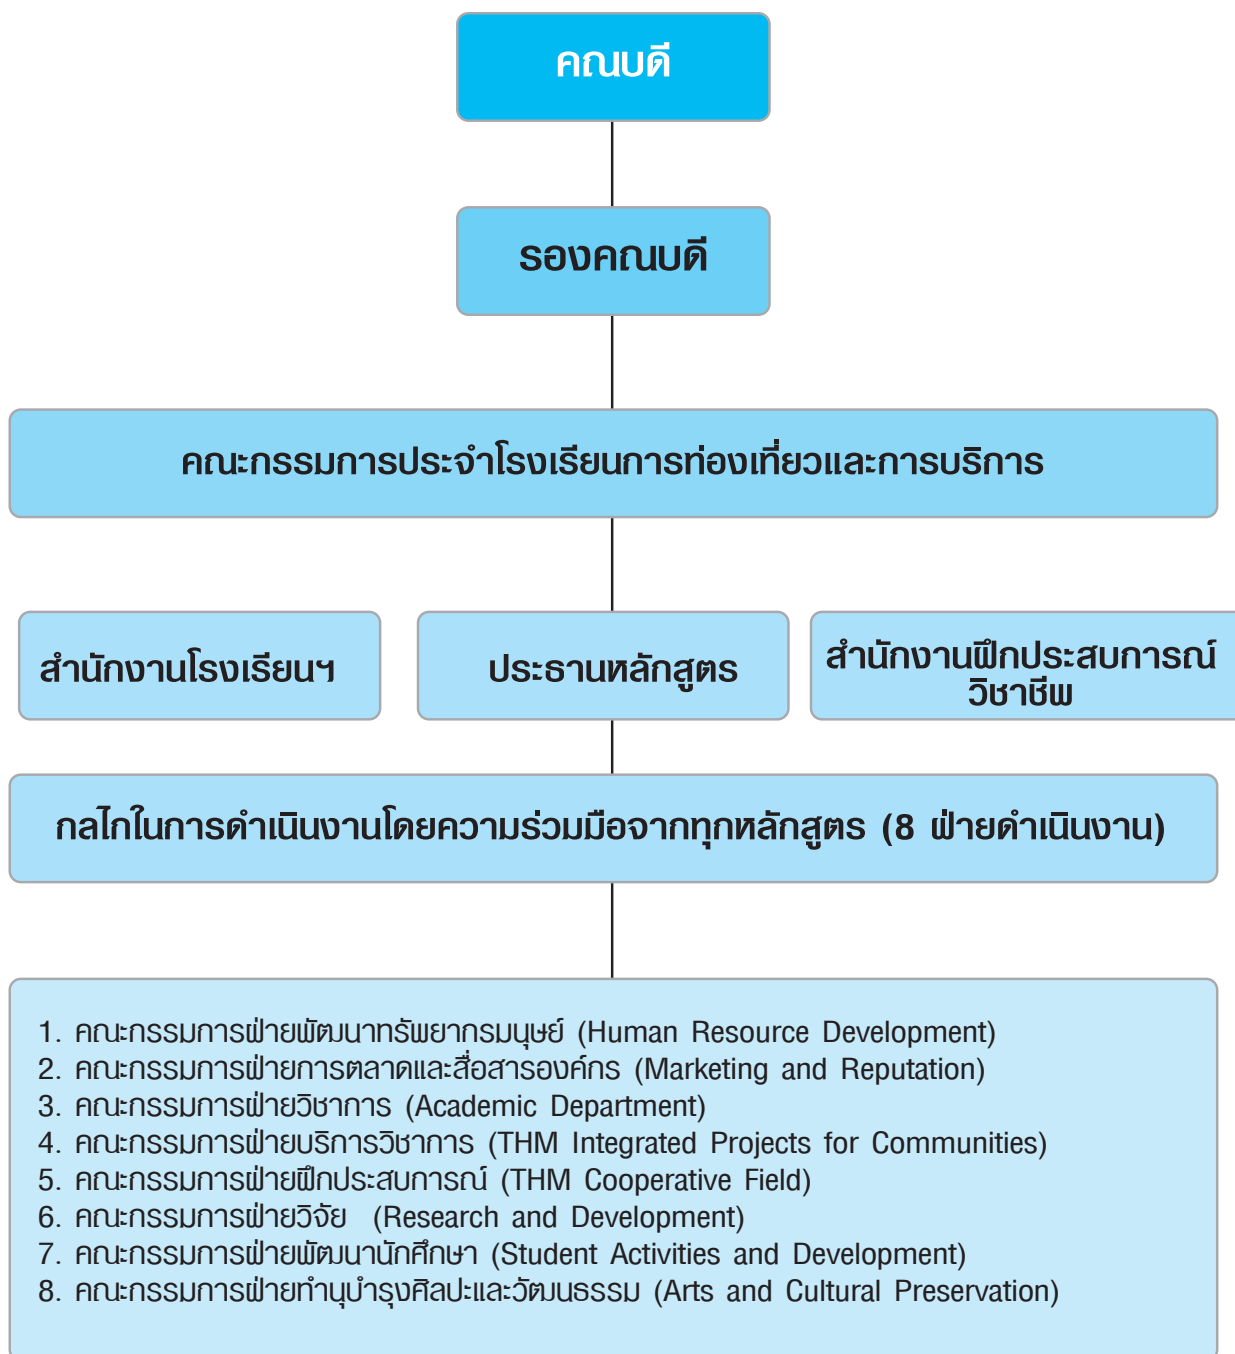 คณบดี
รองคณบดี
คณะกรรมการประจำโรงเรียนการท่องเที่ยวและการบริการ
สำนักงานโรงเรียนฯ
ประธานหลักสูตร
สำนักงานฝึกประสบการณ์
วิชาชีพ
กลไกในการดำเนินงานโดยความร่วมมือจากทุกหลักสูตร (8 ฝ่ายดำเนินงาน)
1. คณะกรรมการฝ่ายพัฒนาทรัพยากรมนุษย์ (Human Resource Development)
2. คณะกรรมการฝ่ายการตลาดและสื่อสารองค์กร (Marketing and Reputation)
3. คณะกรรมการฝ่ายวิชาการ (Academic Department)
4. คณะกรรมการฝ่ายบริการวิชาการ (THM Integrated Projects for Communities)
5. คณะกรรมการฝ่ายฝึกประสบการณ์ (THM Cooperative Field)
6. คณะกรรมการฝ่ายวิจัย (Research and Development)
7. คณะกรรมการฝ่ายพัฒนานักศึกษา (Student Activities and Development)
8. คณะกรรมการฝ่ายทำนุบำรุงศิลปะและวัฒนธรรม (Arts and Cultural Preservation)